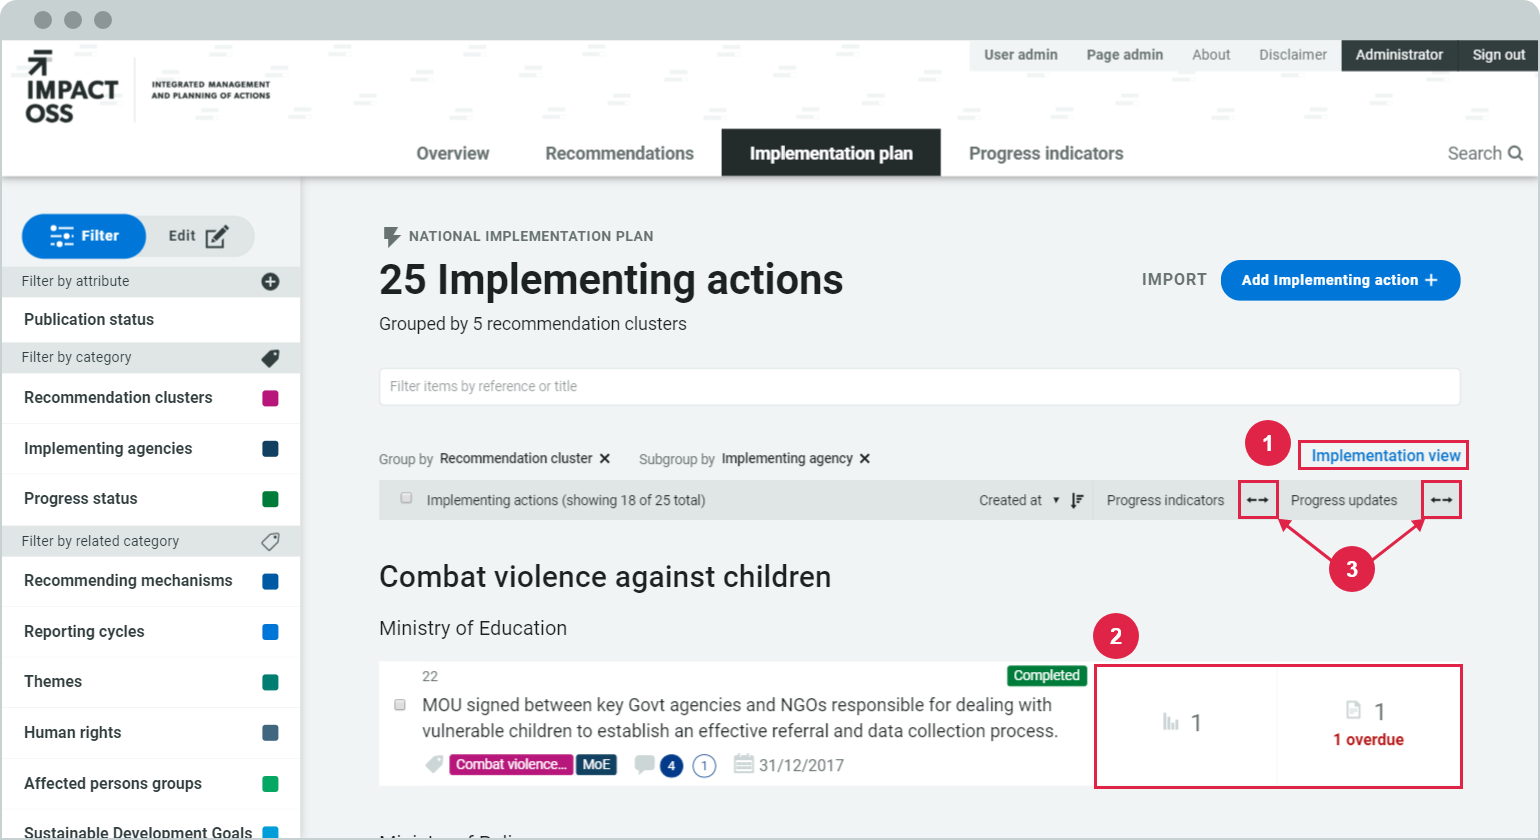 User admin
Page admin
About
Disclaimer
Administrator
Sign out
IMPACT
OSS
INTEGRATED MANAGEMENT
AND PLANNING OF ACTIONS
Overview
Recommendations
Implementation plan
Progress indicators
Search
Filter
Edit
Filter by attribute
Publication status
Filter by category
Recommendation clusters
Implementing agencies
Progress status
Filter by related category
Recommending mechanisms
Reporting cycles
Themes
Human rights
Affected persons groups
Sustainable Development Goals
NATIONAL IMPLEMENTATION PLAN
25 Implementing actions
IMPORT
Add Implementing action +
Grouped by 5 recommendation clusters
Filter items by reference or title
Group by Recommendation cluster ✕
Subgroup by Implementing agency ✕
1
Implementation view
Implementing actions (showing 18 of 25 total)
Created at
Progress indicators
Progress updates
3
Combat violence against children
Ministry of Education
2
22
Completed
MOU signed between key Govt agencies and NGOs responsible for dealing with
vulnerable children to establish an effective referral and data collection process.
Combat violence...
MoE
4
1
31/12/2017
1
1
1 overdue